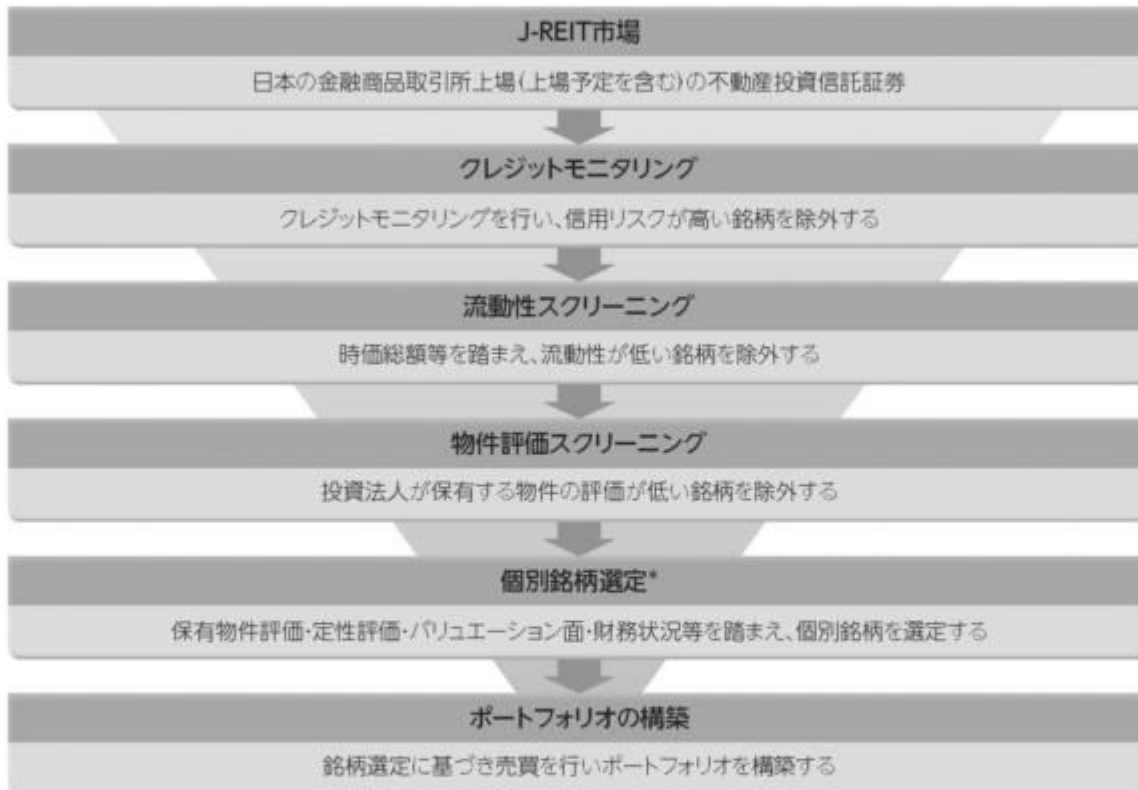 J-REIT市場
日本の金融商品取引所上場(上場予定を含む)の不動産投資信託証券
クレジットモニタリング
クレジットモニタリングを行い、信用リスクが高い銘柄を除外する
流動性スクリーニング
時価総額等を踏まえ、流動性が低い銘柄を除外する
物件評価スクリーニング
投資法人が保有する物件の評価が低い銘柄を除外する
個別銘柄選定*
保有物件評価・定性評価・バリュエーション面・財務状況等を踏まえ、個別銘柄を選定する
ポートフォリオの構築
銘柄選定に基づき売買を行いポートフォリオを構築する